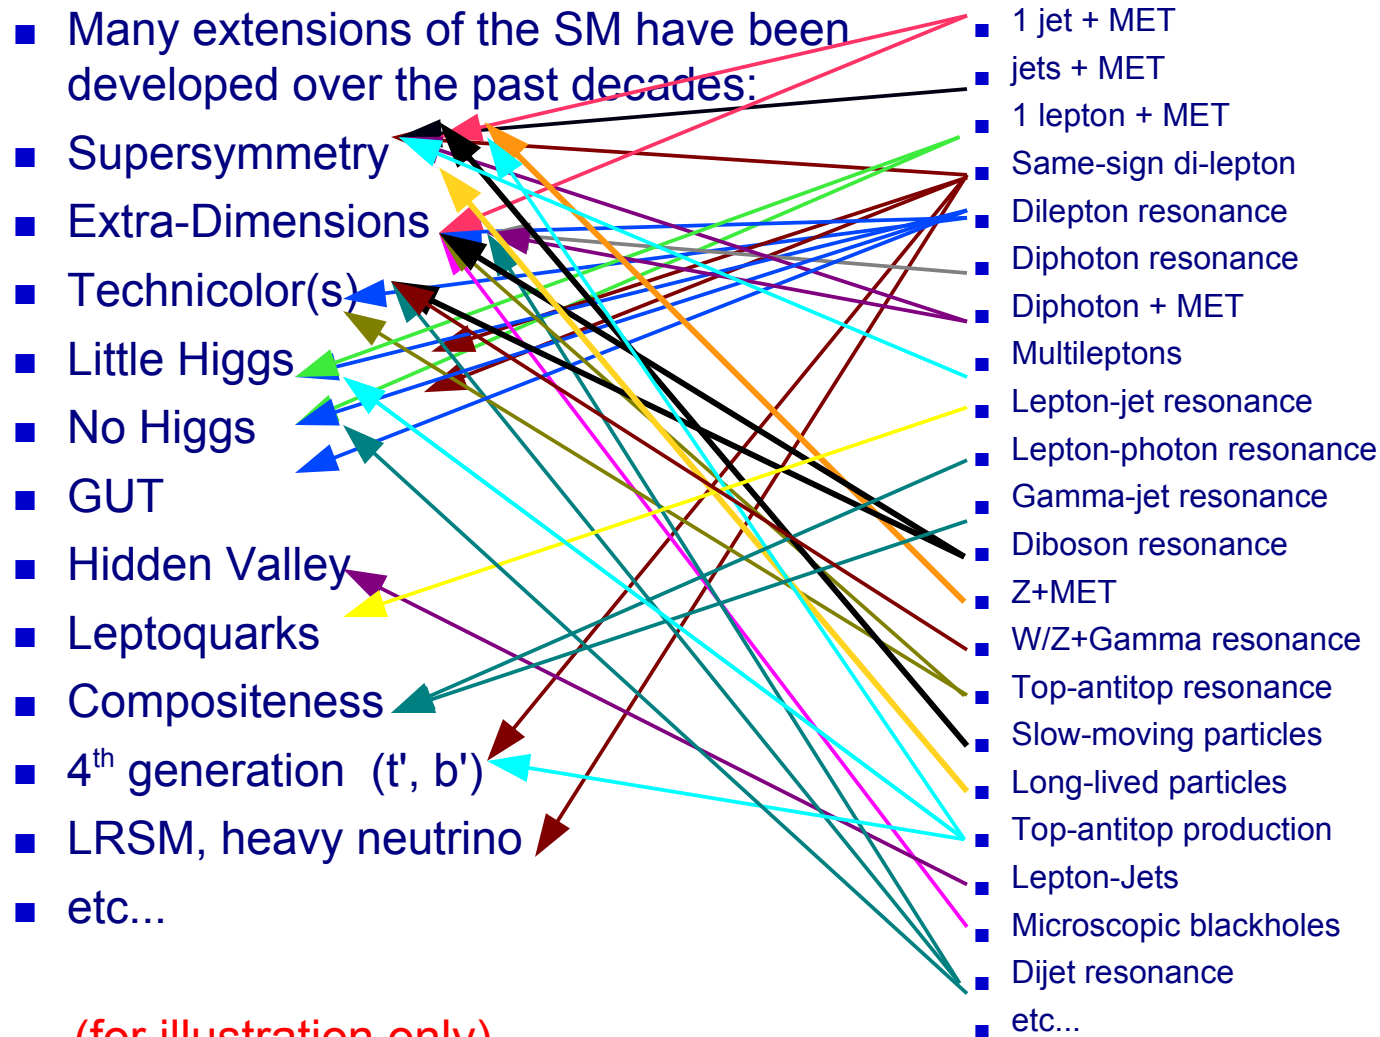 Many extensions of the SM have been
developed over the past decades:
Supersymmetry
Extra-Dimensions
Technicolor(s)
Little Higgs
No Higgs
GUT
Hidden Valley
Leptoquarks
Compositeness
4th generation (t', b')
LRSM, heavy neutrino
etc...
(for illustration only)
1 jet + MET
jets + MET
1 lepton + MET
Same-sign di-lepton
Dilepton resonance
Diphoton resonance
Diphoton + MET
Multileptons
Lepton-jet resonance
Lepton-photon resonance
Gamma-jet resonance
Diboson resonance
Z+MET
W/Z+Gamma resonance
Top-antitop resonance
Slow-moving particles
Long-lived particles
Top-antitop production
Lepton-Jets
Microscopic blackholes
Dijet resonance
etc...